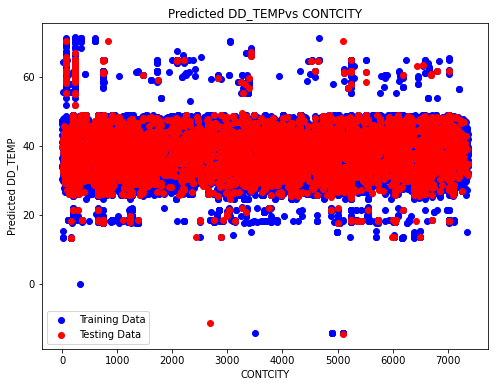 Predicted DD_TEMPvs CONTCITY
60
40
20
0
Predicted DD_TEMP
Training Data
Testing Data
0 1000 2000 3000 4000 5000 6000 7000
CONTCITY